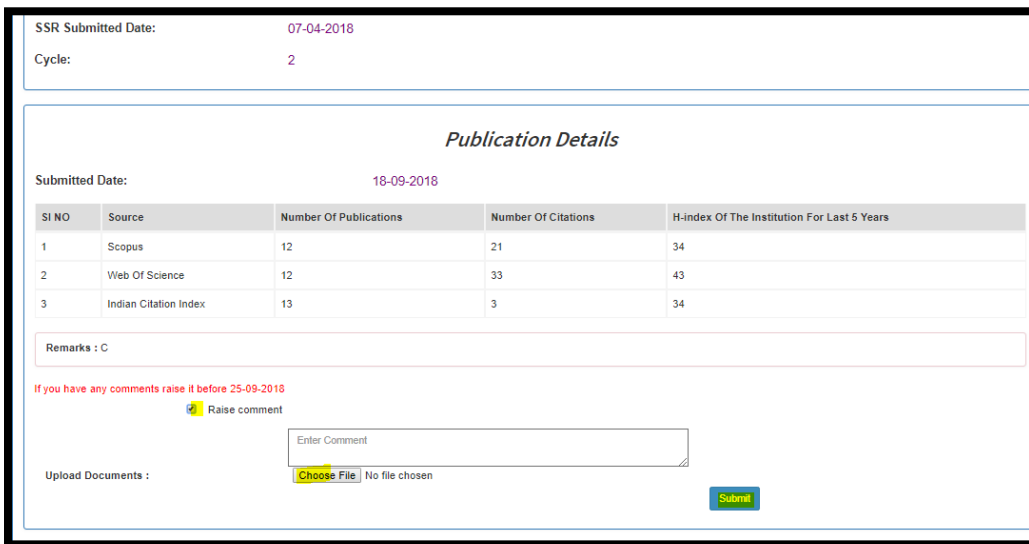 SSR Submitted Date: 07-04-2018
Cycle: 2
Publication Details
Submitted Date: 18-09-2018
SI NO Source Number Of Publications Number Of Citations H-index Of The Institution For Last 5 Years
1 Scopus 12 21 34
2 Web Of Science 12 33 43
3 Indian Citation Index 13 3 34
Remarks : C
If you have any comments raise it before 25-09-2018
Raise comment
Enter Comment
Upload Documents : Choose File No file chosen
Submit